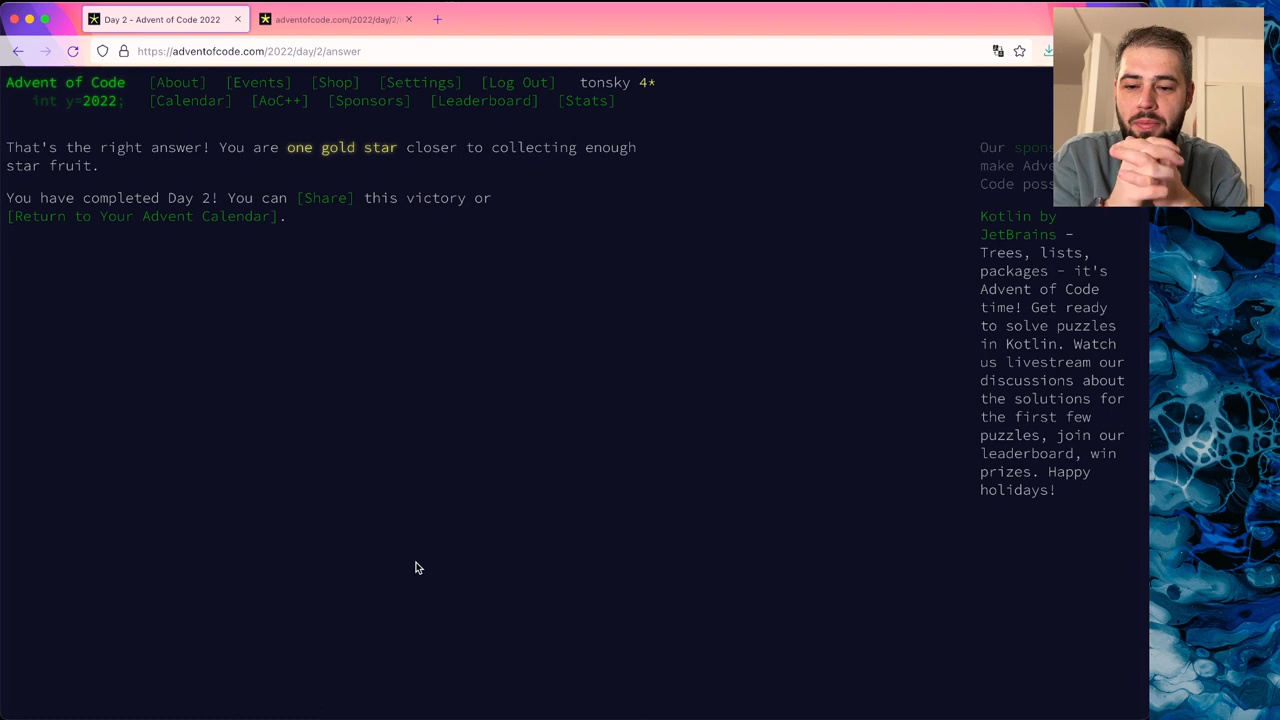 Day 2 - Advent of Code 2022
adventofcode.com/2022/day/2/i
https://adventofcode.com/2022/day/2/answer
Advent of Code [About] [Events] [Shop] [Settings] [Log Out] tonsky 4*
int y=2022; [Calendar] [AoC++] [Sponsors] [Leaderboard] [Stats]
That's the right answer! You are one gold star closer to collecting enough
star fruit.
You have completed Day 2! You can [Share] this victory or
[Return to Your Advent Calendar].
Our
make
Code
Kotlin by
JetBrains -
Trees, lists,
packages - it's
Advent of Code
time! Get ready
to solve puzzles
in Kotlin. Watch
us livestream our
discussions about
the solutions for
the first few
puzzles, join our
leaderboard, win
prizes. Happy
holidays!